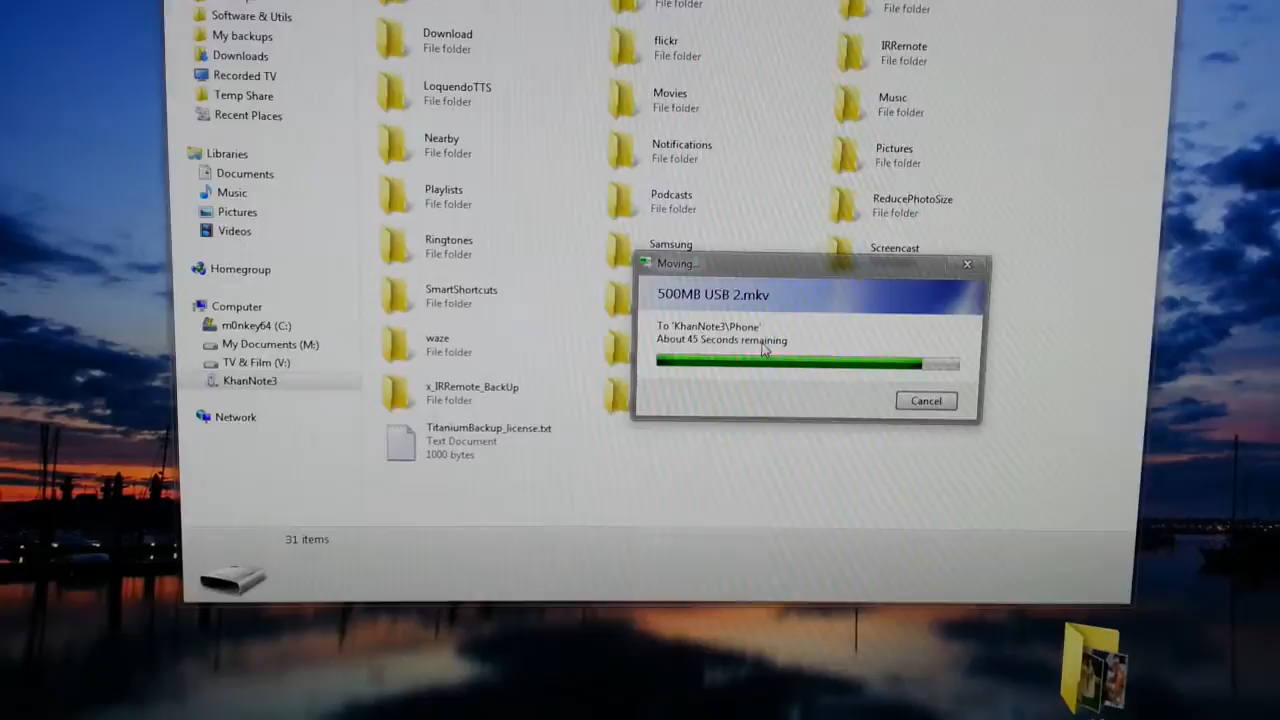 Software & Utils
My backups
Downloads
Recorded TV
Temp Share
Recent Places
Libraries
Documents
Music
Pictures
Videos
Homegroup
Computer
m0nkey64 (C:)
My Documents (M:)
TV & Film (V:)
KhanNote3
Network
File folder
File folder
File folder
Download
File folder
flickr
File folder
IRRemote
File folder
LoquendoTTS
File folder
Movies
File folder
Music
File folder
Nearby
File folder
Notifications
File folder
Pictures
File folder
Playlists
File folder
Podcasts
File folder
ReducePhotoSize
File folder
Ringtones
File folder
Samsung
Screencast
SmartShortcuts
File folder
waze
File folder
x_IRRemote_BackUp
File folder
TitaniumBackup_license.txt
Text Document
1000 bytes
Moving...
500MB USB 2.mkv
To 'KhanNote3\Phone'
About 45 Seconds remaining
Cancel
31 items